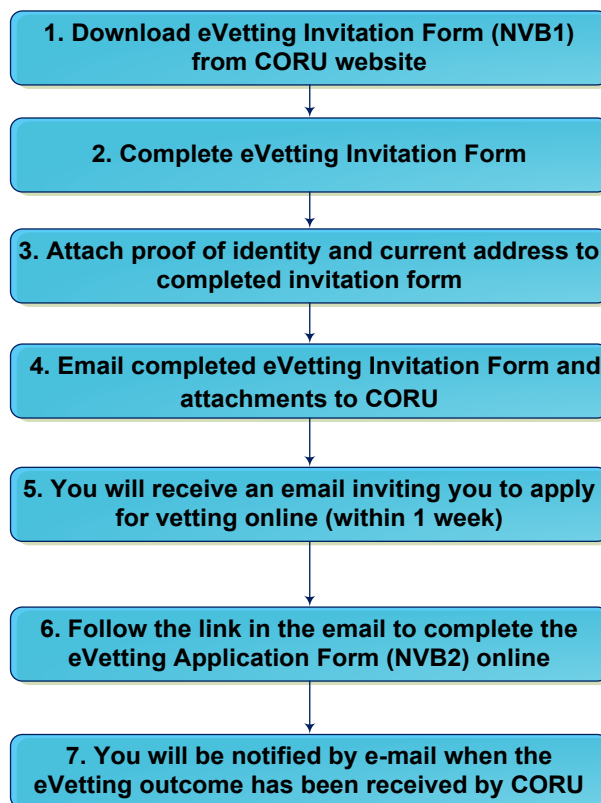 1. Download eVetting Invitation Form (NVB1)
from CORU website
2. Complete eVetting Invitation Form
3. Attach proof of identity and current address to
completed invitation form
4. Email completed eVetting Invitation Form and
attachments to CORU
5. You will receive an email inviting you to apply
for vetting online (within 1 week)
6. Follow the link in the email to complete the
eVetting Application Form (NVB2) online
7. You will be notified by e-mail when the
eVetting outcome has been received by CORU